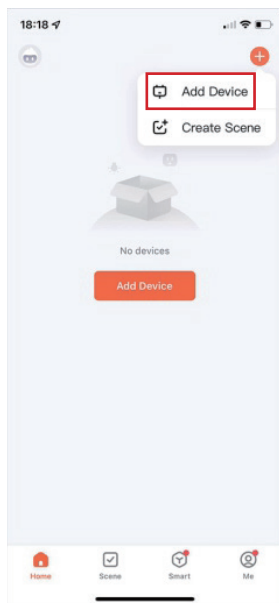 18:18
Add Device
Create Scene
No devices
Add Device
Home
Scene
Smart
Me